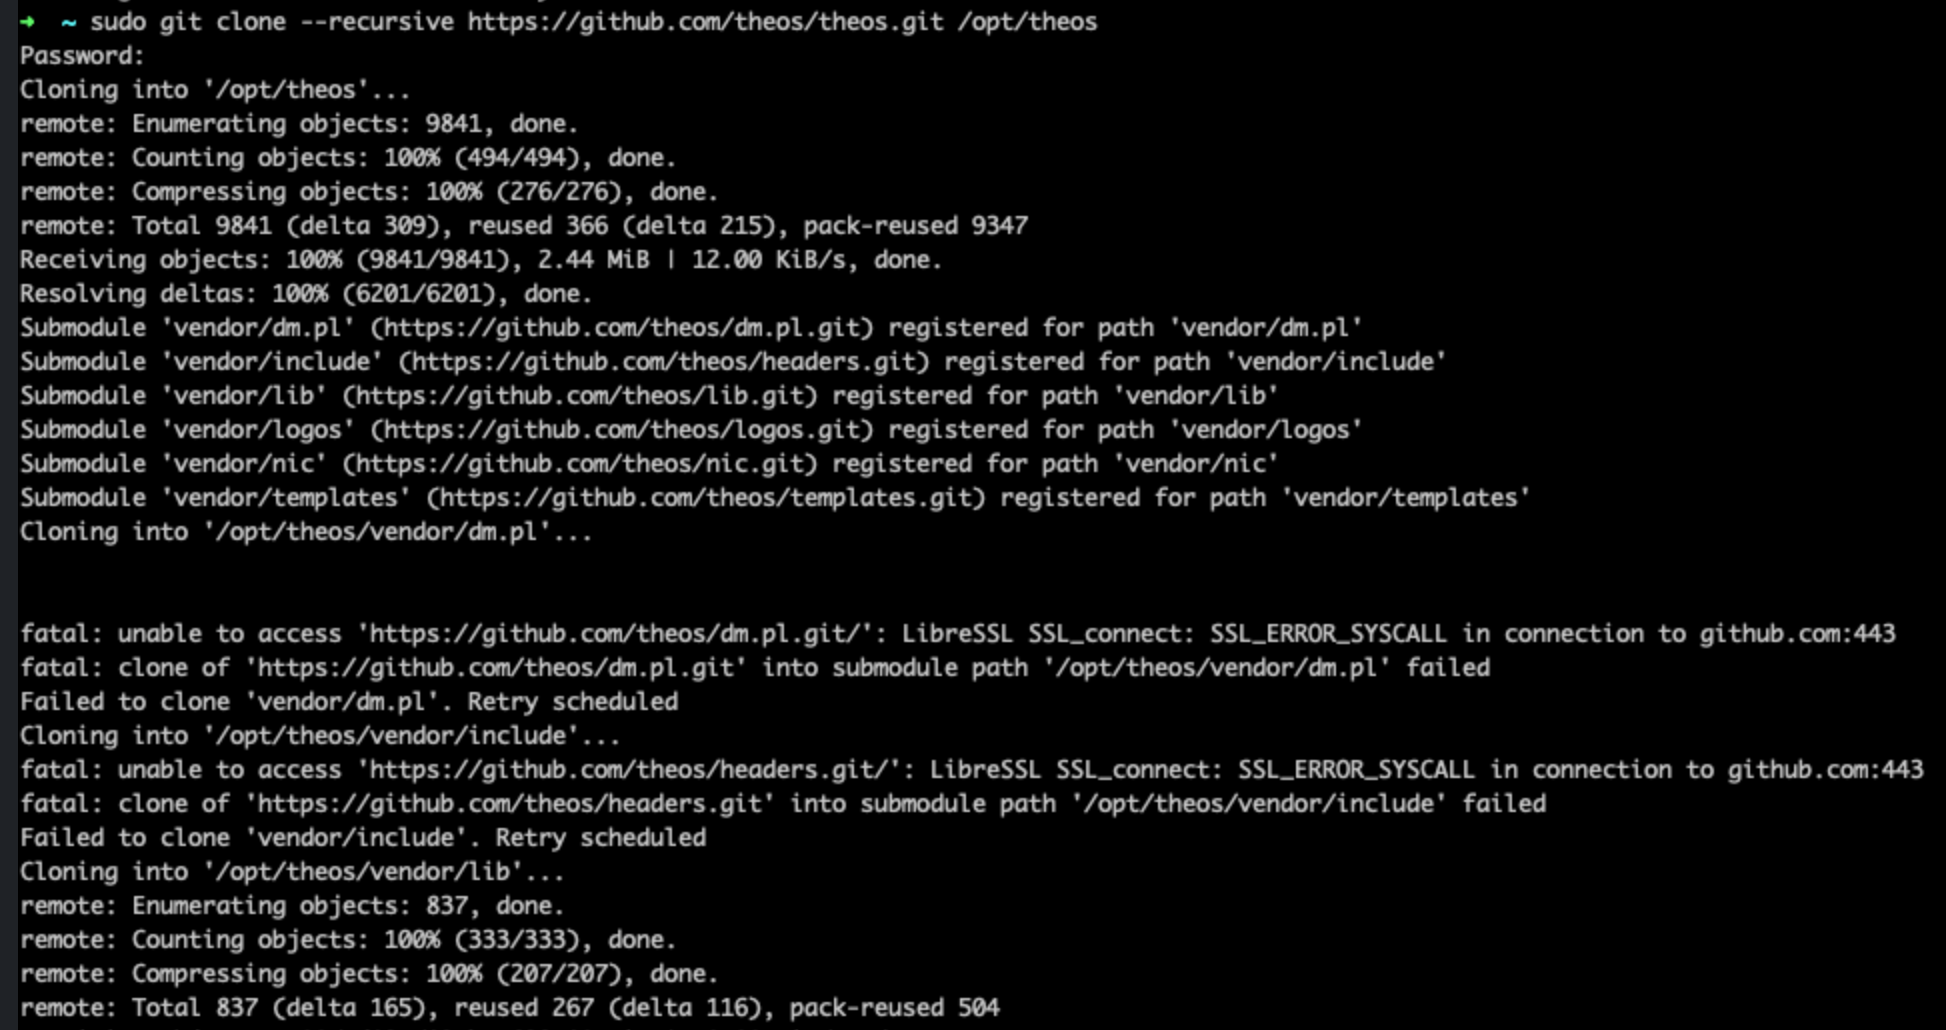 ➜  ~ sudo git clone --recursive https://github.com/theos/theos.git /opt/theos
Password:
Cloning into '/opt/theos'...
remote: Enumerating objects: 9841, done.
remote: Counting objects: 100% (494/494), done.
remote: Compressing objects: 100% (276/276), done.
remote: Total 9841 (delta 309), reused 366 (delta 215), pack-reused 9347
Receiving objects: 100% (9841/9841), 2.44 MiB | 12.00 KiB/s, done.
Resolving deltas: 100% (6201/6201), done.
Submodule 'vendor/dm.pl' (https://github.com/theos/dm.pl.git) registered for path 'vendor/dm.pl'
Submodule 'vendor/include' (https://github.com/theos/headers.git) registered for path 'vendor/include'
Submodule 'vendor/lib' (https://github.com/theos/lib.git) registered for path 'vendor/lib'
Submodule 'vendor/logos' (https://github.com/theos/logos.git) registered for path 'vendor/logos'
Submodule 'vendor/nic' (https://github.com/theos/nic.git) registered for path 'vendor/nic'
Submodule 'vendor/templates' (https://github.com/theos/templates.git) registered for path 'vendor/templates'
Cloning into '/opt/theos/vendor/dm.pl'...
fatal: unable to access 'https://github.com/theos/dm.pl.git/': LibreSSL SSL_connect: SSL_ERROR_SYSCALL in connection to github.com:443
fatal: clone of 'https://github.com/theos/dm.pl.git' into submodule path '/opt/theos/vendor/dm.pl' failed
Failed to clone 'vendor/dm.pl'. Retry scheduled
Cloning into '/opt/theos/vendor/include'...
fatal: unable to access 'https://github.com/theos/headers.git/': LibreSSL SSL_connect: SSL_ERROR_SYSCALL in connection to github.com:443
fatal: clone of 'https://github.com/theos/headers.git' into submodule path '/opt/theos/vendor/include' failed
Failed to clone 'vendor/include'. Retry scheduled
Cloning into '/opt/theos/vendor/lib'...
remote: Enumerating objects: 837, done.
remote: Counting objects: 100% (333/333), done.
remote: Compressing objects: 100% (207/207), done.
remote: Total 837 (delta 165), reused 267 (delta 116), pack-reused 504